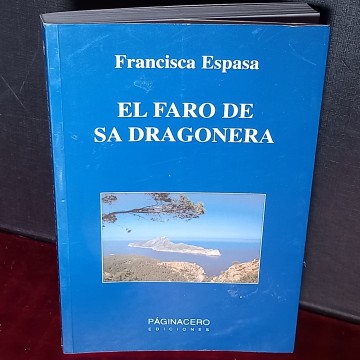 Francisca Espasa
EL FARO DE
SA DRAGONERA
PÁGINACERO
EDICIONES